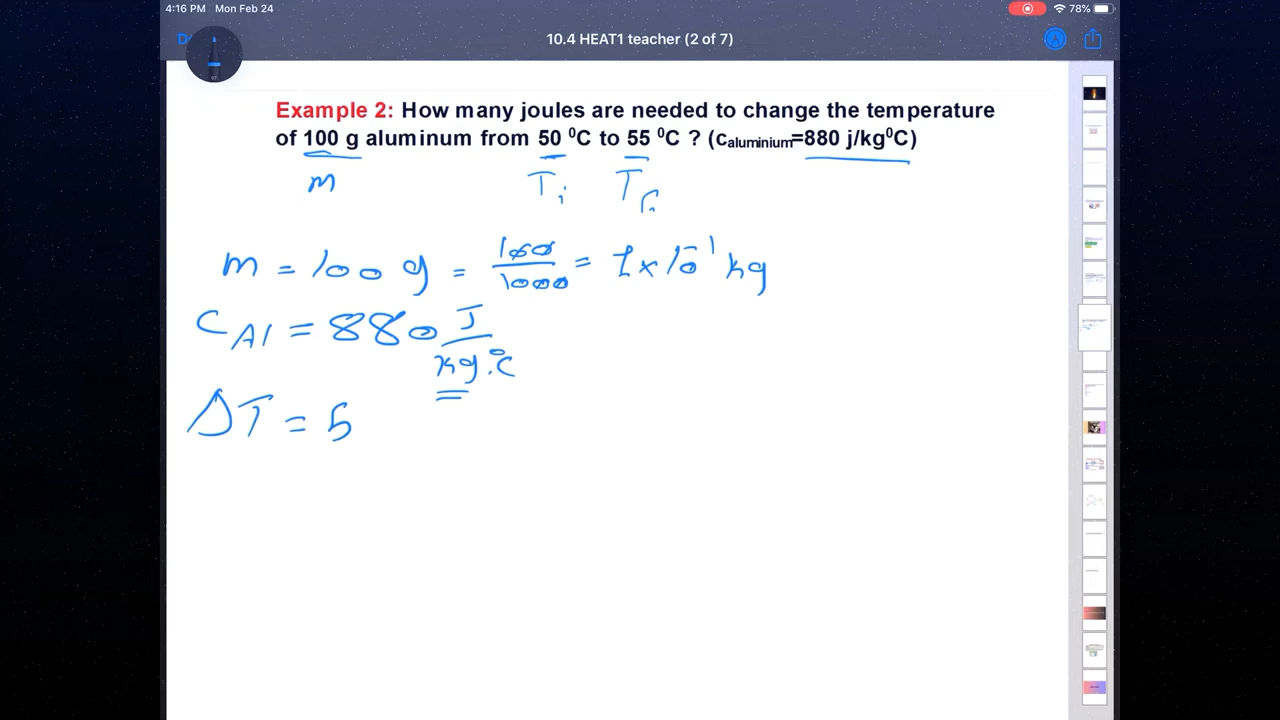 4:16 PM Mon Feb 24
78%
10.4 HEAT1 teacher (2 of 7)
Example 2: How many joules are needed to change the temperature
of 100 g aluminum from 50 ⁰C to 55 ⁰C ? (caluminium=880 j/kg⁰C)
m Ti Tf
m = 100 g = 100/1000 = 1 x 10⁻¹ kg
C Al = 880 J/kg.°C
ΔT = 5